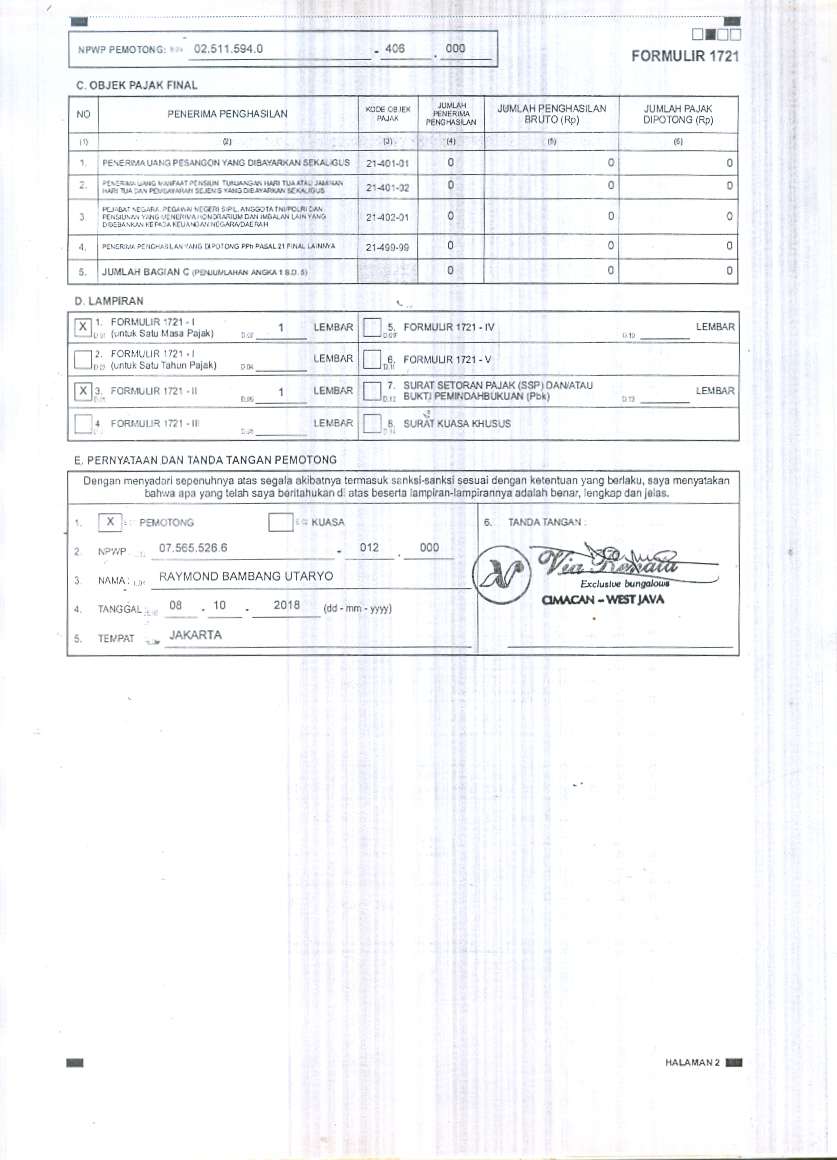 NPWP PEMOTONG: 02.511.594.0 - 406 . 000
FORMULIR 1721
C. OBJEK PAJAK FINAL
NO PENERIMA PENGHASILAN KODE OBJEK PAJAK JUMLAH PENERIMA PENGHASILAN JUMLAH PENGHASILAN BRUTO (Rp) JUMLAH PAJAK DIPOTONG (Rp)
(1) (2) (3) (4) (5) (6)
1. PENERIMA UANG PESANGON YANG DIBAYARKAN SEKALIGUS 21-401-01 0 0 0
2. PENERIMA UANG MANFAAT PENSIUN, TUNJANGAN HARI TUA ATAU JAMINAN
HARI TUA DAN PEMBAYARAN SEJENIS YANG DIBAYARKAN SEKALIGUS 21-401-02 0 0 0
3. PEJABAT NEGARA, PEGAWAI NEGERI SIPIL, ANGGOTA TNI/POLRI DAN
PENSIUNAN YANG MENERIMA HONORARIUM DAN IMBALAN LAIN YANG
DIBEBANKAN KEPADA KEUANGAN NEGARA/DAERAH 21-402-01 0 0 0
4. PENERIMA PENGHASILAN YANG DIPOTONG PPh PASAL 21 FINAL LAINNYA 21-499-99 0 0 0
5. JUMLAH BAGIAN C (PENJUMLAHAN ANGKA 1 S.D. 5) 0 0 0
D. LAMPIRAN
X 1. FORMULIR 1721 - I
(untuk Satu Masa Pajak) 1 LEMBAR
5. FORMULIR 1721 - IV LEMBAR
2. FORMULIR 1721 - I
(untuk Satu Tahun Pajak) D.04 LEMBAR
6. FORMULIR 1721 - V
X 3. FORMULIR 1721 - II 1 LEMBAR
7. SURAT SETORAN PAJAK (SSP) DAN/ATAU
BUKTI PEMINDAHBUKUAN (Pbk) LEMBAR
4. FORMULIR 1721 - III LEMBAR
8. SURAT KUASA KHUSUS
E. PERNYATAAN DAN TANDA TANGAN PEMOTONG
Dengan menyadari sepenuhnya atas segala akibatnya termasuk sanksi-sanksi sesuai dengan ketentuan yang berlaku, saya menyatakan
bahwa apa yang telah saya beritahukan di atas beserta lampiran-lampirannya adalah benar, lengkap dan jelas.
1. X PEMOTONG KUASA
2. NPWP 07.565.526.6 - 012 . 000
3. NAMA: RAYMOND BAMBANG UTARYO
4. TANGGAL 08 . 10 . 2018 (dd - mm - yyyy)
5. TEMPAT JAKARTA
6. TANDA TANGAN :
Via Renata
Exclusive bungalows
CIMACAN - WEST JAVA
HALAMAN 2